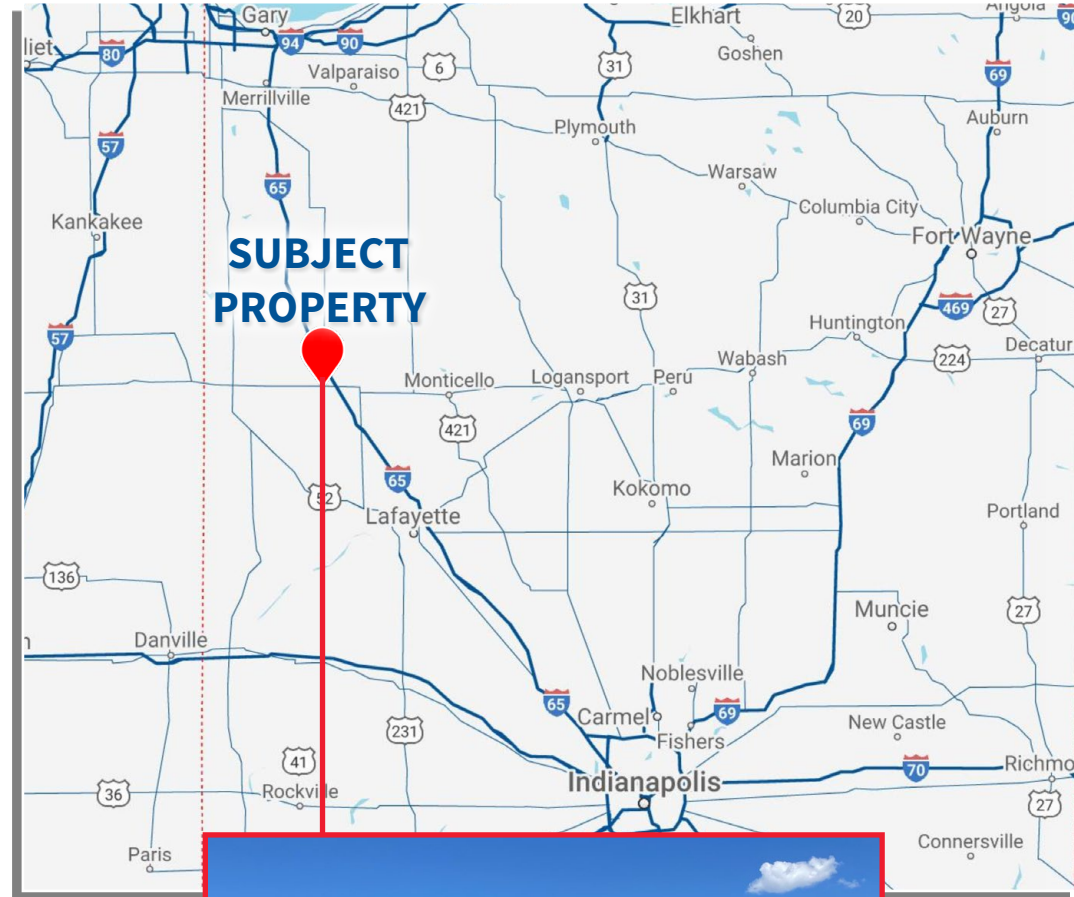 Gary
Elkhart
20
90
liet
80
94
90
Goshen
31
69
Valparaiso
6
Merrillville
421
Auburn
Plymouth
57
65
Warsaw
Columbia City
Kankakee
Fort Wayne
SUBJECT
PROPERTY
31
469
27
57
Huntington
224
Decatur
Wabash
Monticello
Logansport
Peru
421
69
65
Marion
52
Kokomo
Lafayette
Portland
136
Muncie
27
Danville
Noblesville
65
Carmel
69
New Castle
231
Fishers
41
70
Richmo
Indianapolis
36
Rockville
27
Connersville
Paris